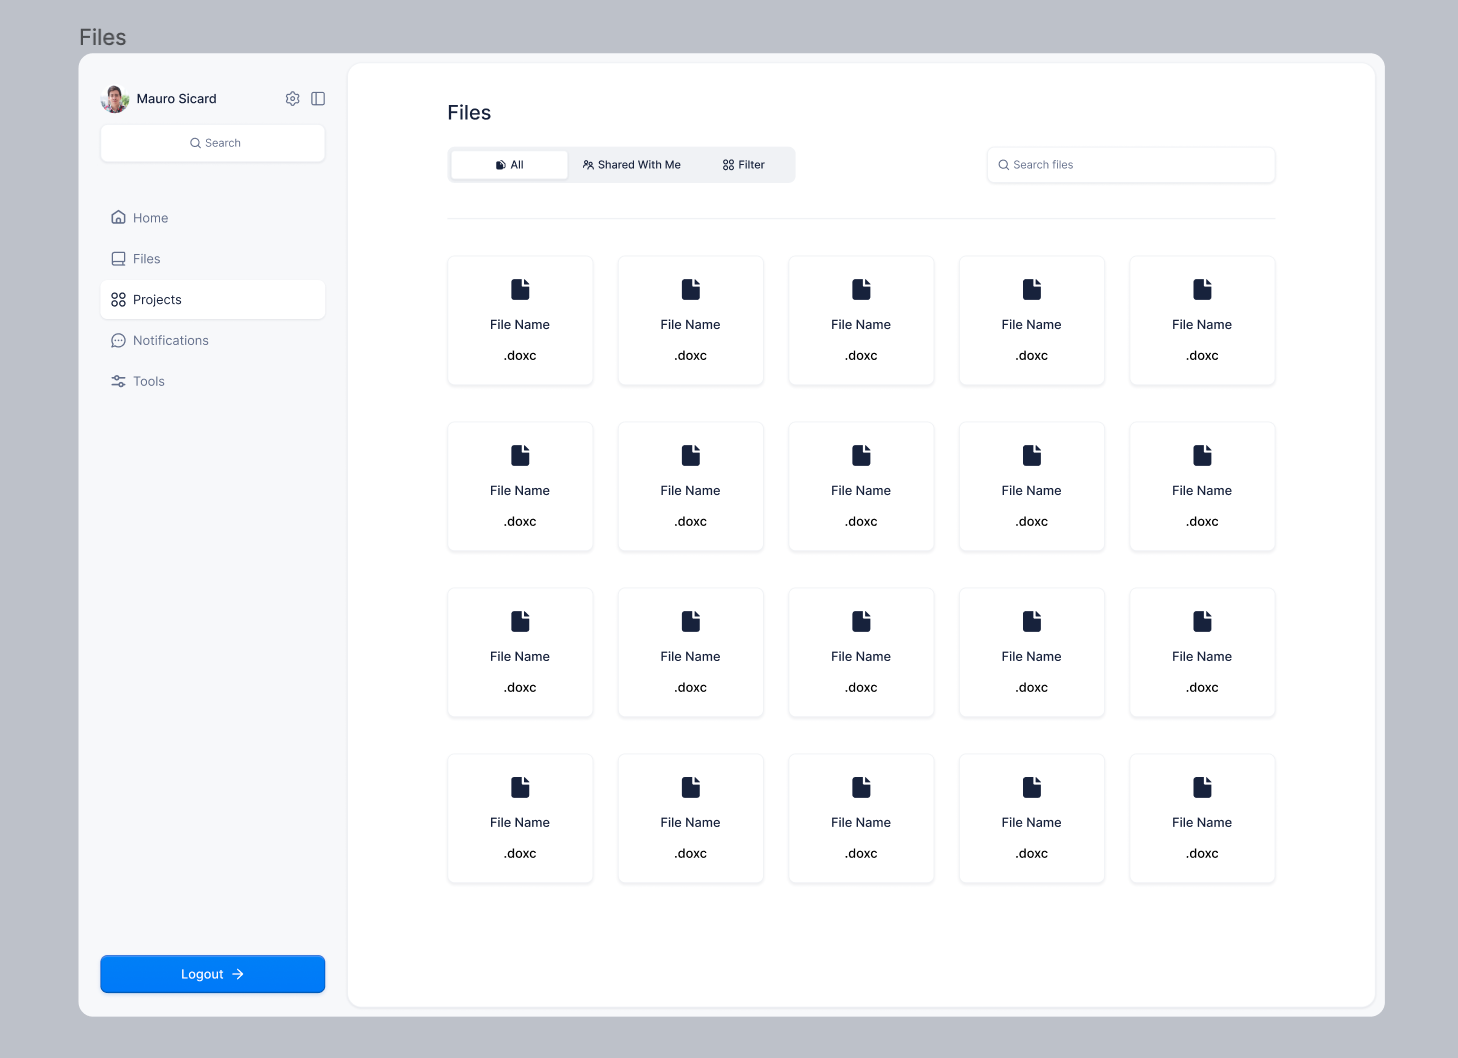 Files
Mauro Sicard
Search
Home
Files
Projects
Notifications
Tools
Logout
Files
All Shared With Me Filter
Search files
File Name File Name File Name File Name File Name
.doxc .doxc .doxc .doxc .doxc
File Name File Name File Name File Name File Name
.doxc .doxc .doxc .doxc .doxc
File Name File Name File Name File Name File Name
.doxc .doxc .doxc .doxc .doxc
File Name File Name File Name File Name File Name
.doxc .doxc .doxc .doxc .doxc